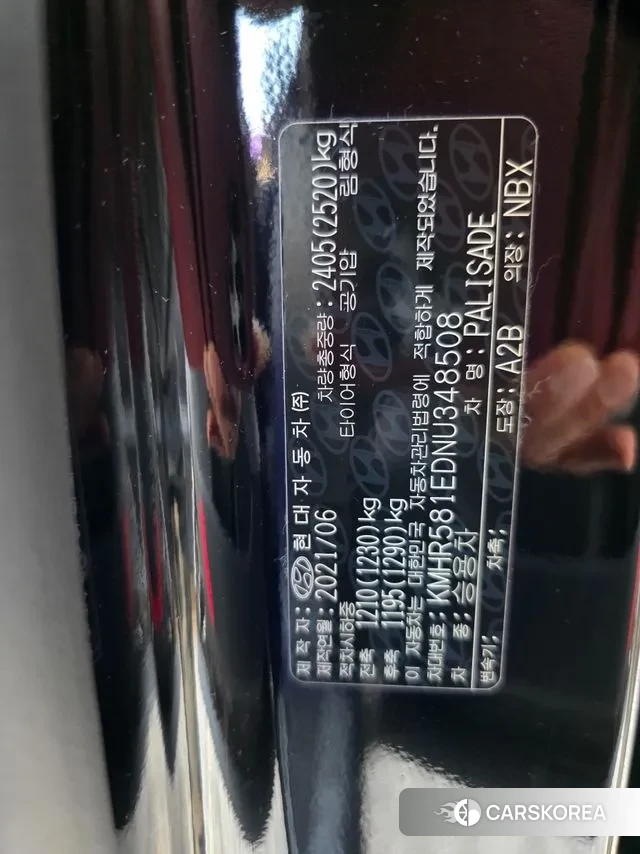 제 작 자: 현 대 자 동 차 ㈜
제작연월: 2021/06 차량총중량: 2405(2520)kg
적차시하중 타이어형식 공기압 림형식
전축 1210(1230)kg
후축 1195(1290)kg
이 자동차는 대한민국 자동차관리법령에 적합하게 제작되었습니다.
차대번호: KMHR581EDNU348508
차 종: 승용차 차 명: PALISADE
변속기: 차축: 도장: A2B 외장: NBX
CARSKOREA